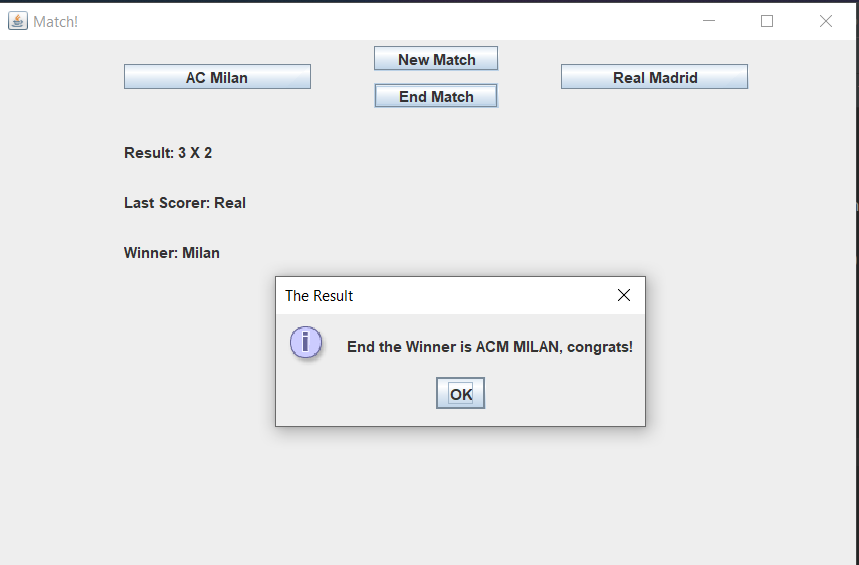 Match!
New Match
AC Milan
Real Madrid
End Match
Result: 3 X 2
Last Scorer: Real
Winner: Milan
The Result
i
End the Winner is ACM MILAN, congrats!
OK